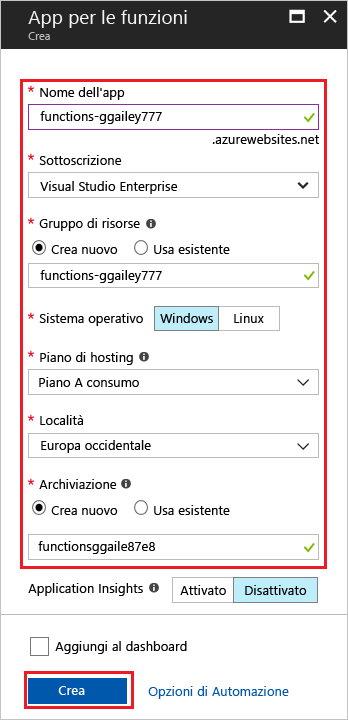 App per le funzioni
Crea
* Nome dell'app
functions-ggailey777
.azurewebsites.net
* Sottoscrizione
Visual Studio Enterprise
* Gruppo di risorse
Crea nuovo Usa esistente
functions-ggailey777
* Sistema operativo Windows Linux
* Piano di hosting
Piano A consumo
* Località
Europa occidentale
* Archiviazione
Crea nuovo Usa esistente
functionsggaile87e8
Application Insights Attivato Disattivato
Aggiungi al dashboard
Crea Opzioni di Automazione